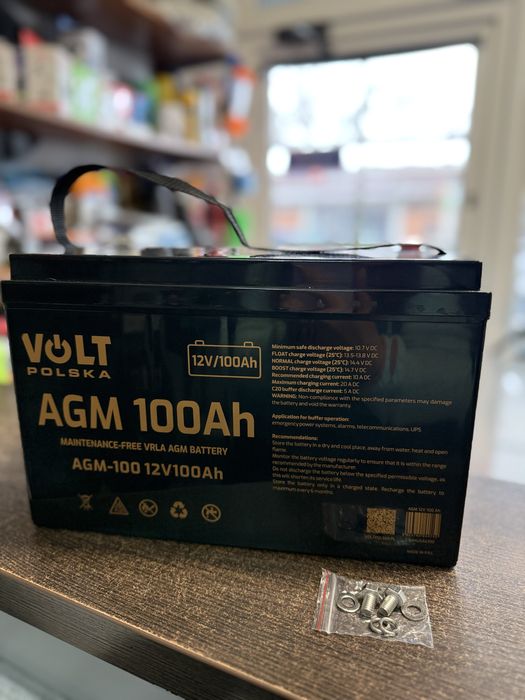 VOLT
POLSKA
12V/100Ah
AGM 100Ah
MAINTENANCE-FREE VRLA AGM BATTERY
AGM-100 12V100Ah
Minimum safe discharge voltage: 10.7 V DC
FLOAT charge voltage (25°C): 13.5-13.8 V DC
NORMAL charge voltage (25°C): 14.4 V DC
BOOST charge voltage (25°C): 14.7 V DC
Recommended charging current: 10 A DC
Maximum charging current: 20 A DC
C20 buffer discharge current: 5 A DC
WARNING: Non-compliance with the specified parameters may damage
the battery and void the warranty.
Application for buffer operation:
emergency power systems, alarms, telecommunications, UPS
Recommendations:
Store the battery in a dry and cool place, away from water, heat and open
flame.
Monitor the battery voltage regularly to ensure that it is within the range
recommended by the manufacturer.
Do not discharge the battery below the specified permissible voltage, as
this will shorten its service life.
Store the battery only in a charged state. Recharge the battery to
maximum every 6 months.
AGM 12V 100 Ah
MADE IN P.R.C.